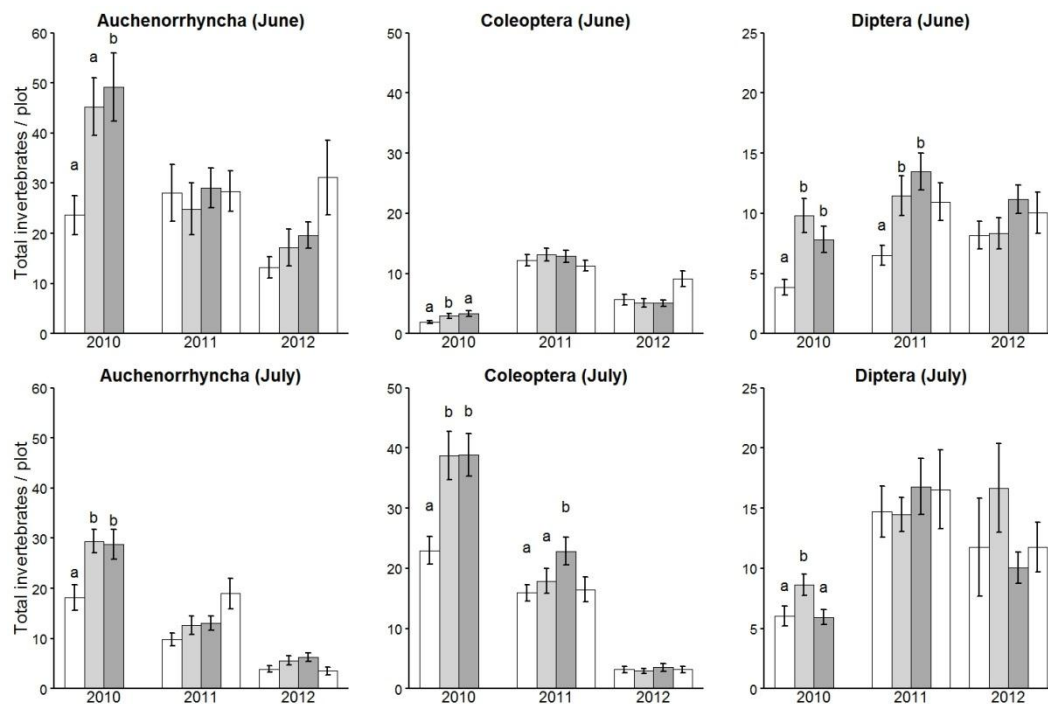 Auchenorrhyncha (June)
Total invertebrates / plot
60
50
40
30
20
10
0
a
a
b
2010
2011
2012
Coleoptera (June)
50
40
30
20
10
0
a
b
a
2010
2011
2012
Diptera (June)
25
20
15
10
5
0
a
b
b
a
b
b
2010
2011
2012
Auchenorrhyncha (July)
Total invertebrates / plot
60
50
40
30
20
10
0
a
b
b
2010
2011
2012
Coleoptera (July)
50
40
30
20
10
0
a
b
b
a
a
b
2010
2011
2012
Diptera (July)
25
20
15
10
5
0
a
b
a
2010
2011
2012